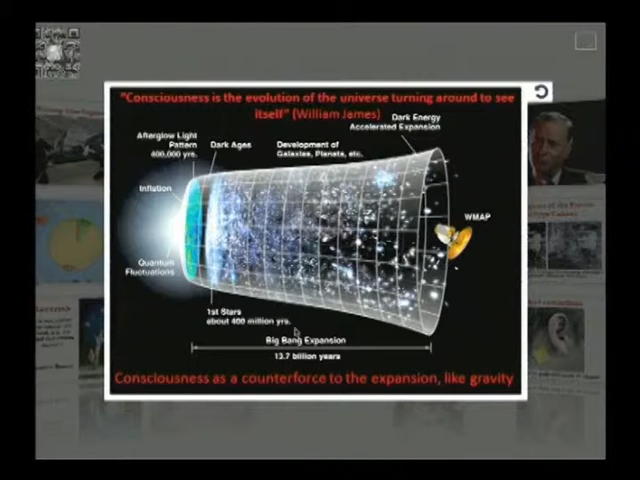 "Consciousness is the evolution of the universe turning around to see
itself" (William James)
Dark Energy
Accelerated Expansion
Afterglow Light
Pattern
400,000 yrs.
Dark Ages
Development of
Galaxies, Planets, etc.
Inflation
WMAP
Quantum
Fluctuations
1st Stars
about 400 million yrs.
Big Bang Expansion
13.7 billion years
Consciousness as a counterforce to the expansion, like gravity